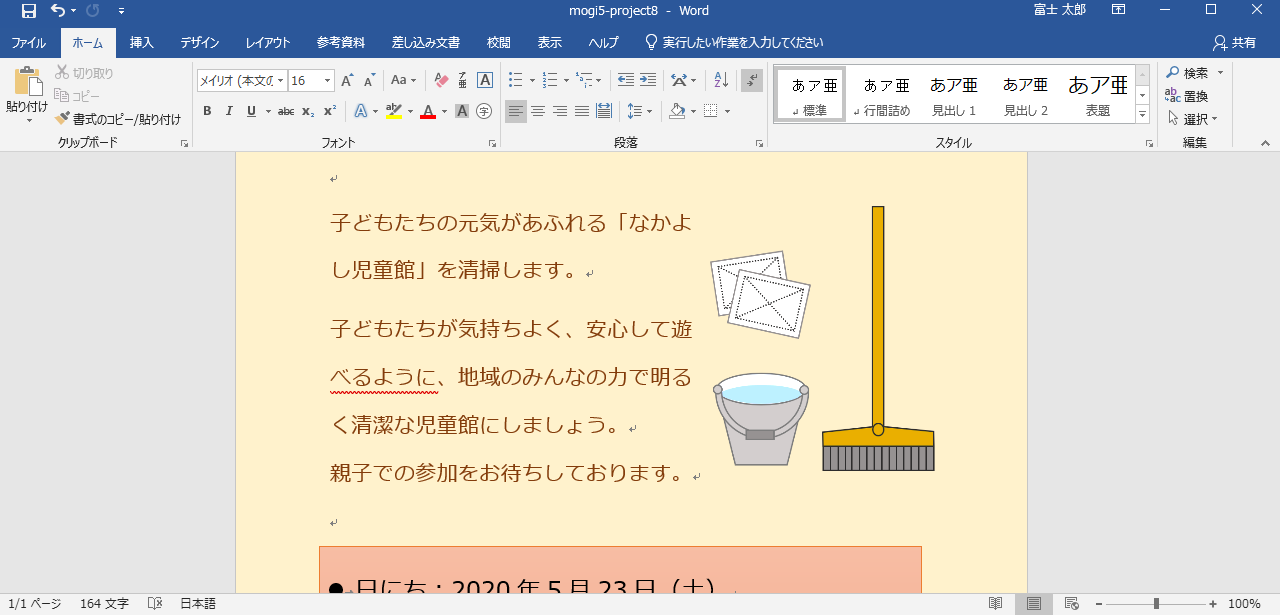 mogi5-project8 - Word
富士 太郎
ファイル ホーム 挿入 デザイン レイアウト 参考資料 差し込み文書 校閲 表示 ヘルプ 実行したい作業を入力してください 共有
貼り付け
切り取り
コピー
書式のコピー/貼り付け
クリップボード
メイリオ (本文の 16
Aa
B I U abc x₂ x²
フォント
段落
あア亜 あア亜 あア亜 あア亜 あア亜
標準 行間詰め 見出し 1 見出し 2 表題
スタイル
検索
置換
選択
編集
子どもたちの元気があふれる「なかよ
し児童館」を清掃します。
子どもたちが気持ちよく、安心して遊
べるように、地域のみんなの力で明る
く清潔な児童館にしましょう。
親子での参加をお待ちしております。
●日にち：2020 年 5 月 23 日（土）
1/1 ページ 164 文字 日本語 100%